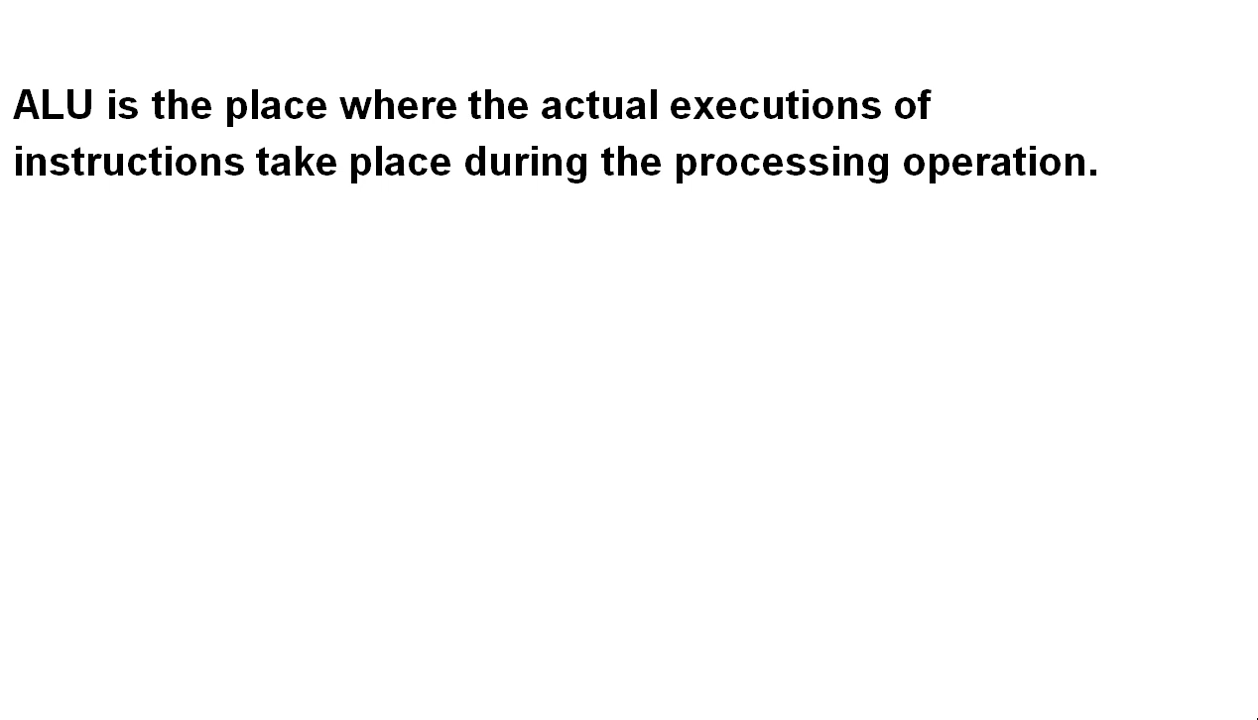 ALU is the place where the actual executions of
instructions take place during the processing operation.